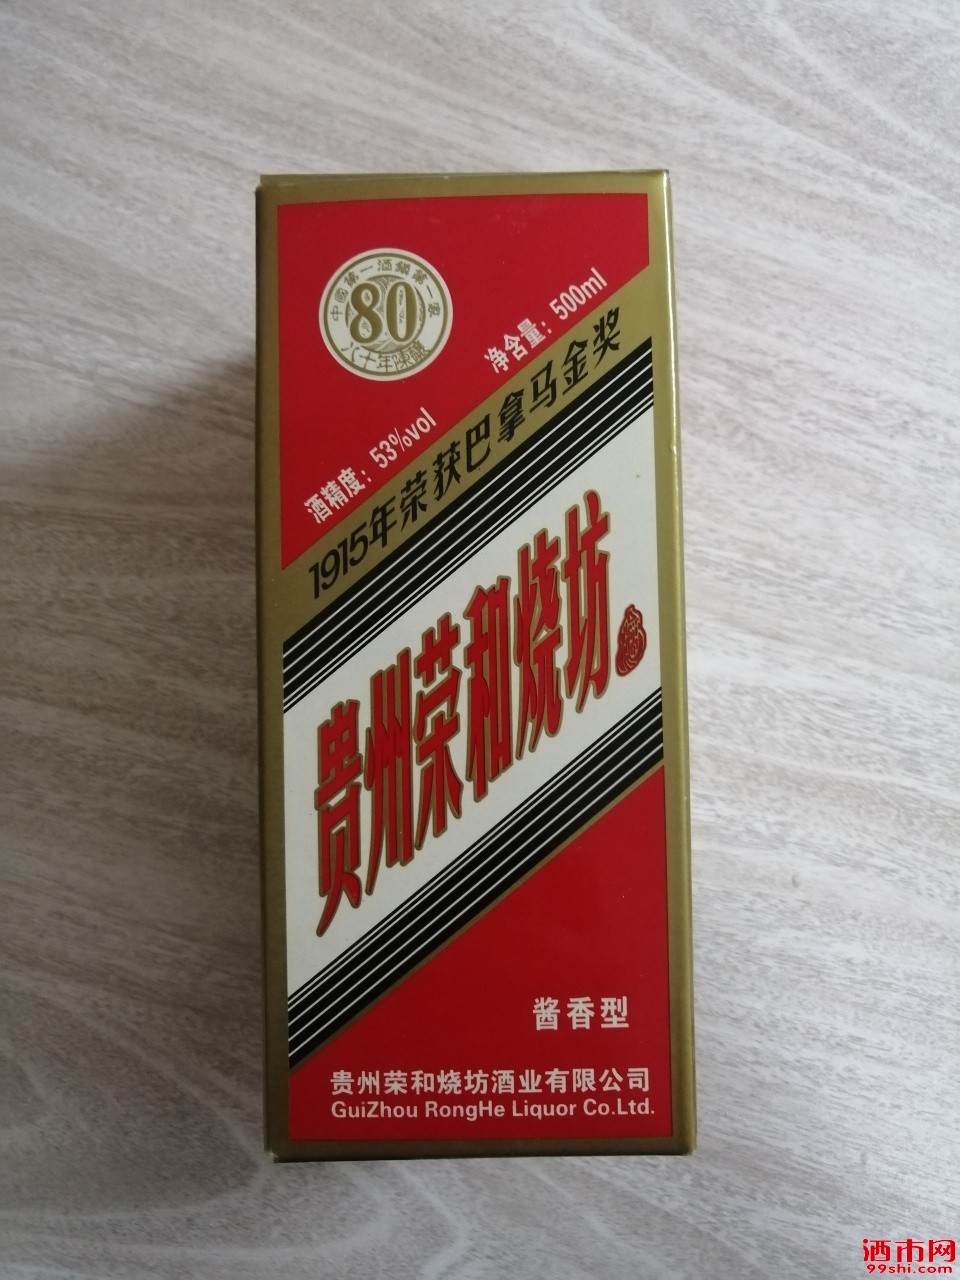 中國第一酒鎮第一家
80
八十年陳釀
净含量：500ml
酒精度：53%vol
1915年荣获巴拿马金奖
贵州荣和烧坊
酱香型
贵州荣和烧坊酒业有限公司
GuiZhou RongHe Liquor Co.Ltd.
酒市网
99shi.com